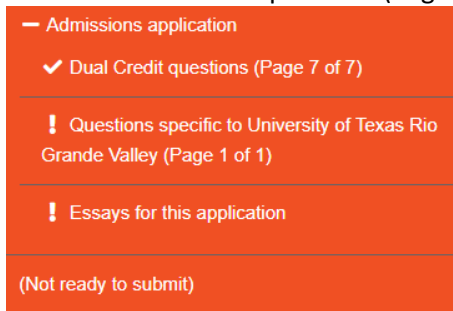 Admissions application
Dual Credit questions (Page 7 of 7)
! Questions specific to University of Texas Rio
Grande Valley (Page 1 of 1)
! Essays for this application
(Not ready to submit)